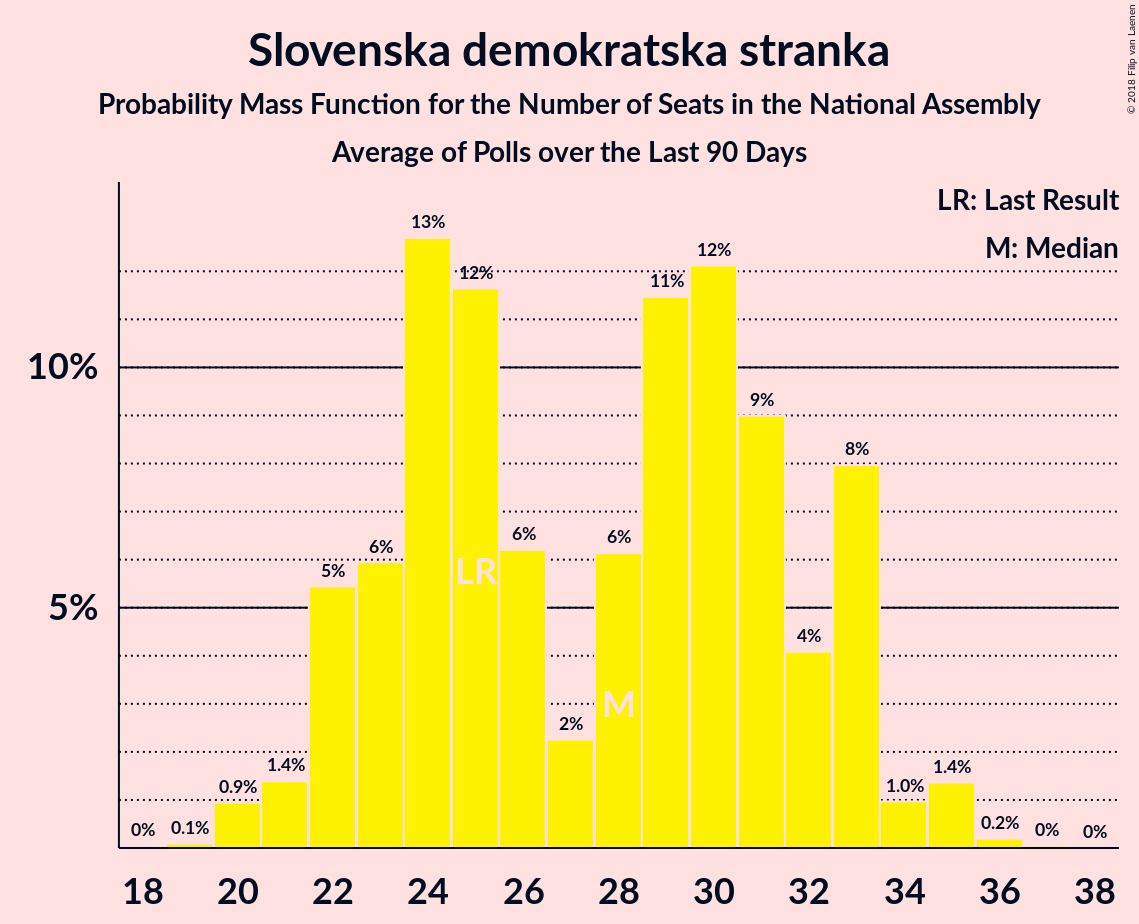 Slovenska demokratska stranka
Probability Mass Function for the Number of Seats in the National Assembly
Average of Polls over the Last 90 Days
© 2018 Filip van Laenen
LR: Last Result
M: Median
10%
5%
0%
0.1%
0.9%
1.4%
5%
6%
13%
12%
6%
2%
6%
11%
12%
9%
4%
8%
1.0%
1.4%
0.2%
0%
0%
LR
M
18 20 22 24 26 28 30 32 34 36 38